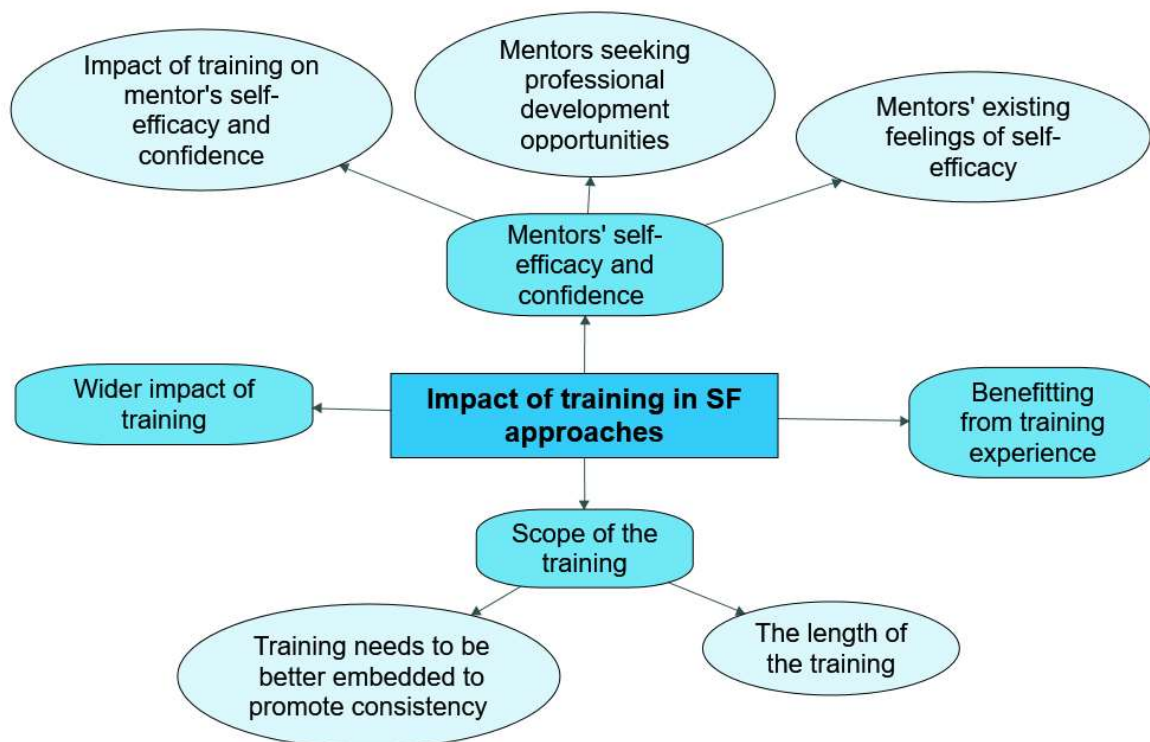 Impact of training on
mentor's self-
efficacy and
confidence
Mentors seeking
professional
development
opportunities
Mentors' existing
feelings of self-
efficacy
Mentors' self-
efficacy and
confidence
Wider impact of
training
Impact of training in SF
approaches
Benefitting
from training
experience
Scope of the
training
Training needs to be
better embedded to
promote consistency
The length of
the training